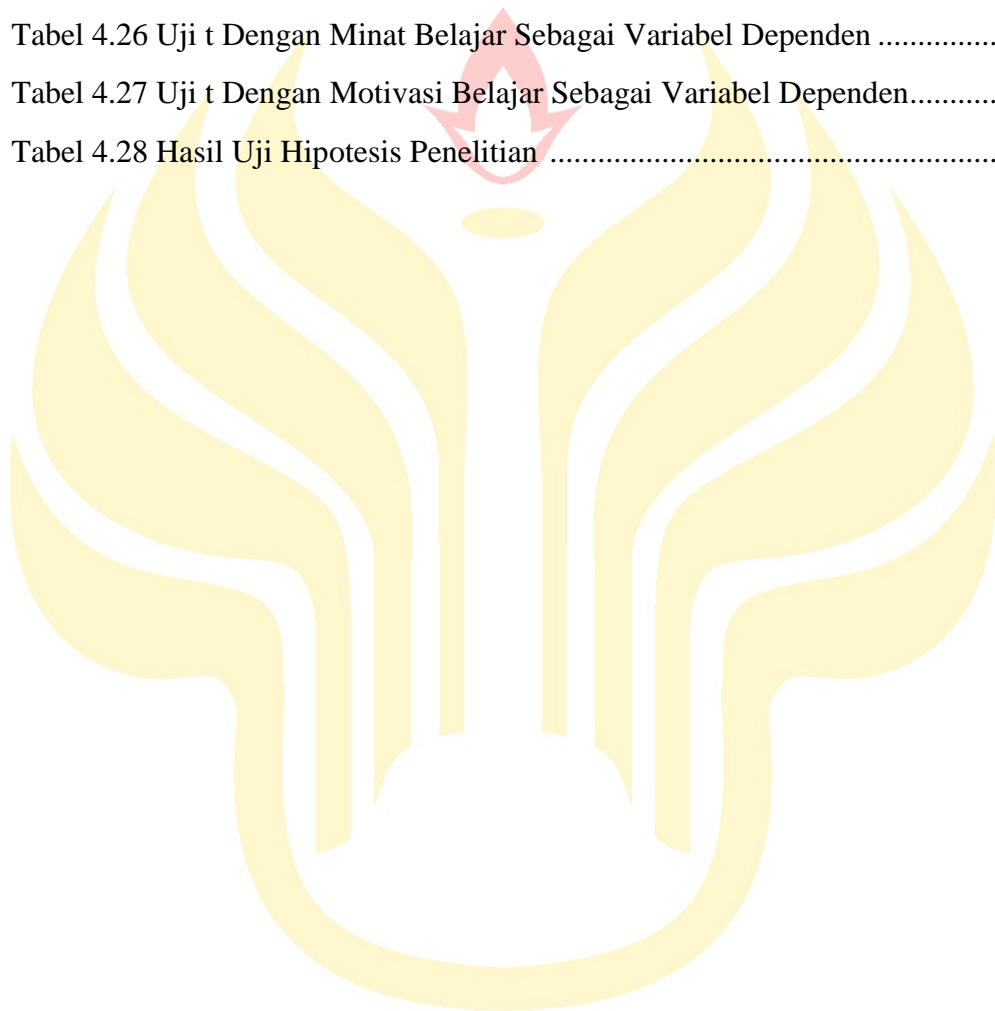 Tabel 4.26 Uji t Dengan Minat Belajar Sebagai Variabel Dependen ...............
Tabel 4.27 Uji t Dengan Motivasi Belajar Sebagai Variabel Dependen...........
Tabel 4.28 Hasil Uji Hipotesis Penelitian .......................................................